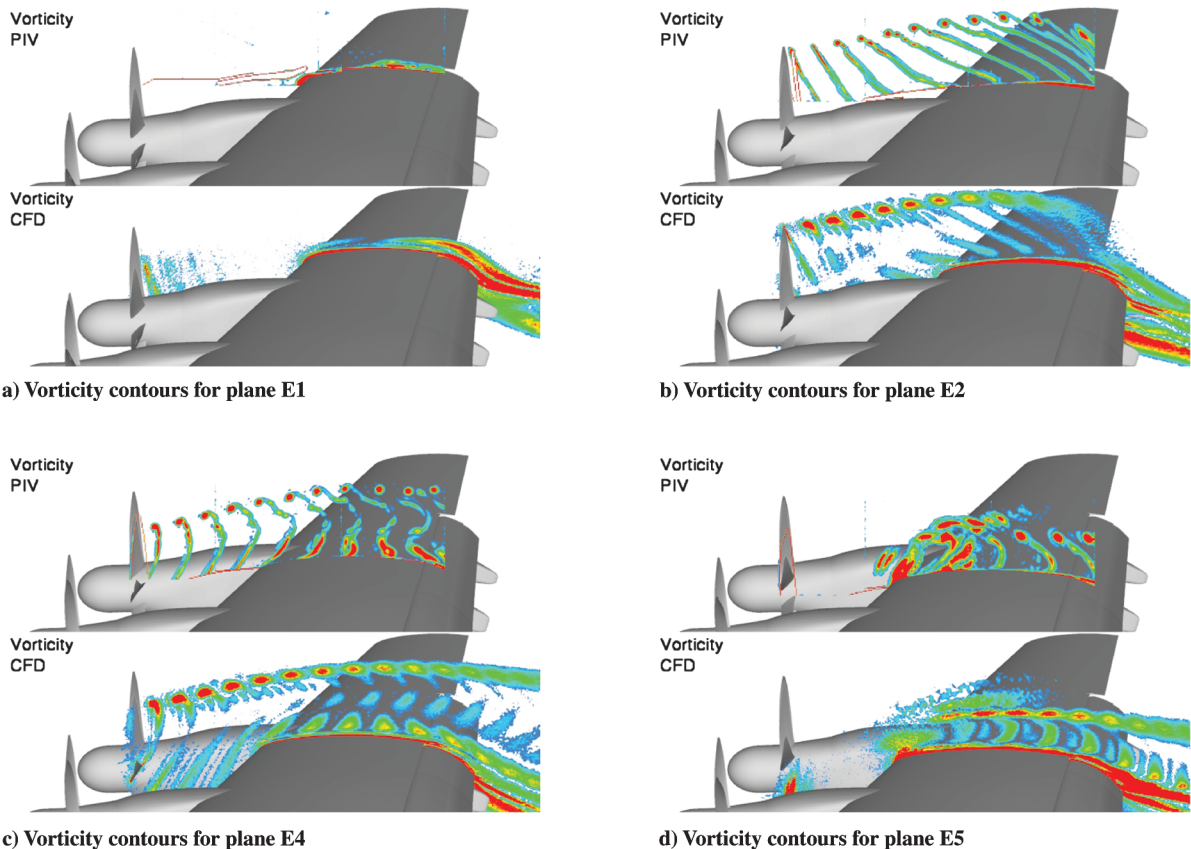 Vorticity
PIV
Vorticity
CFD
a) Vorticity contours for plane E1
Vorticity
PIV
Vorticity
CFD
b) Vorticity contours for plane E2
Vorticity
PIV
Vorticity
CFD
c) Vorticity contours for plane E4
Vorticity
PIV
Vorticity
CFD
d) Vorticity contours for plane E5